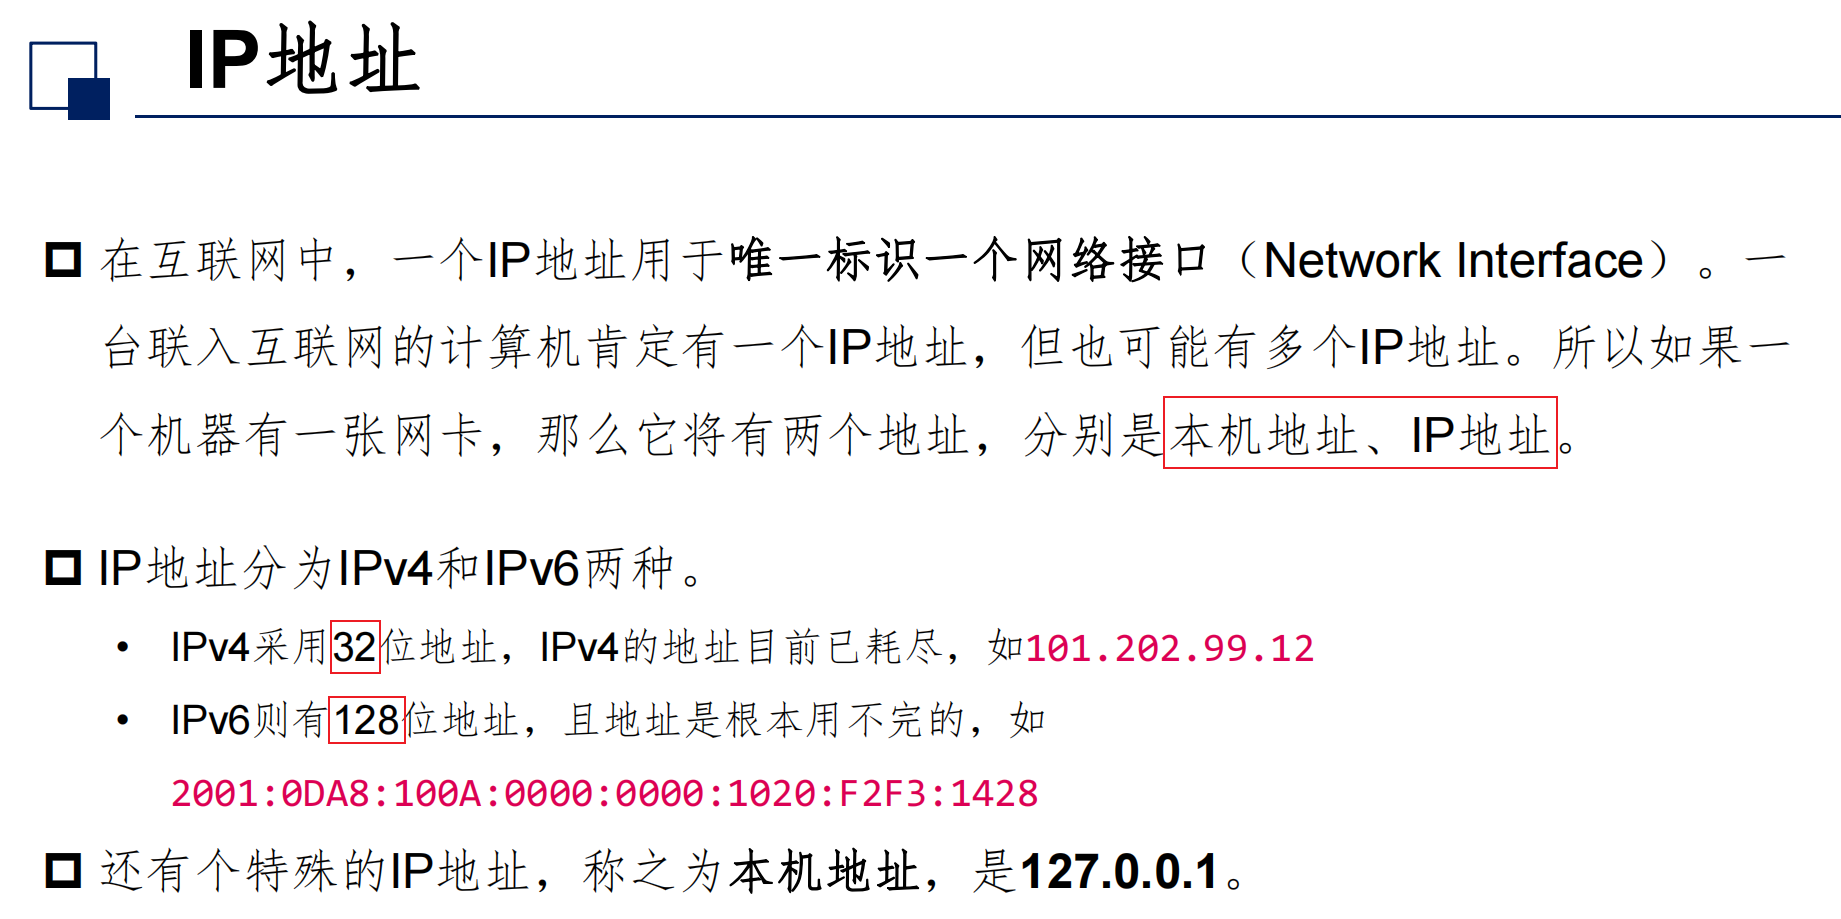 IP地址
在互联网中，一个IP地址用于唯一标识一个网络接口（Network Interface）。一
台联入互联网的计算机肯定有一个IP地址，但也可能有多个IP地址。所以如果一
个机器有一张网卡，那么它将有两个地址，分别是本机地址、IP地址。
IP地址分为IPv4和IPv6两种。
• IPv4采用32位地址，IPv4的地址目前已耗尽，如101.202.99.12
• IPv6则有128位地址，且地址是根本用不完的，如
2001:0DA8:100A:0000:0000:1020:F2F3:1428
还有个特殊的IP地址，称之为本机地址，是127.0.0.1。